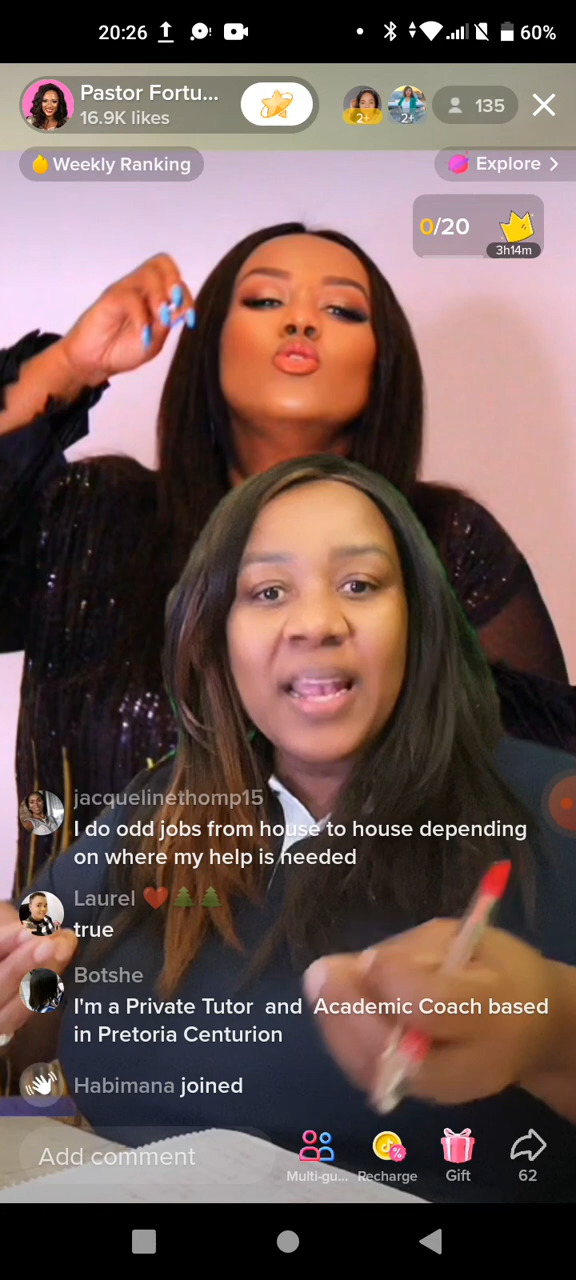 20:26
60%
Pastor Fortu...
16.9K likes
2+
2+
135
Weekly Ranking
Explore >
0/20
3h14m
jacquelinethomp15
I do odd jobs from house to house depending
on where my help is needed
Laurel ❤️🌲🌲
true
Botshe
I'm a Private Tutor and Academic Coach based
in Pretoria Centurion
Habimana joined
Add comment
Multi-gu...
Recharge
Gift
62